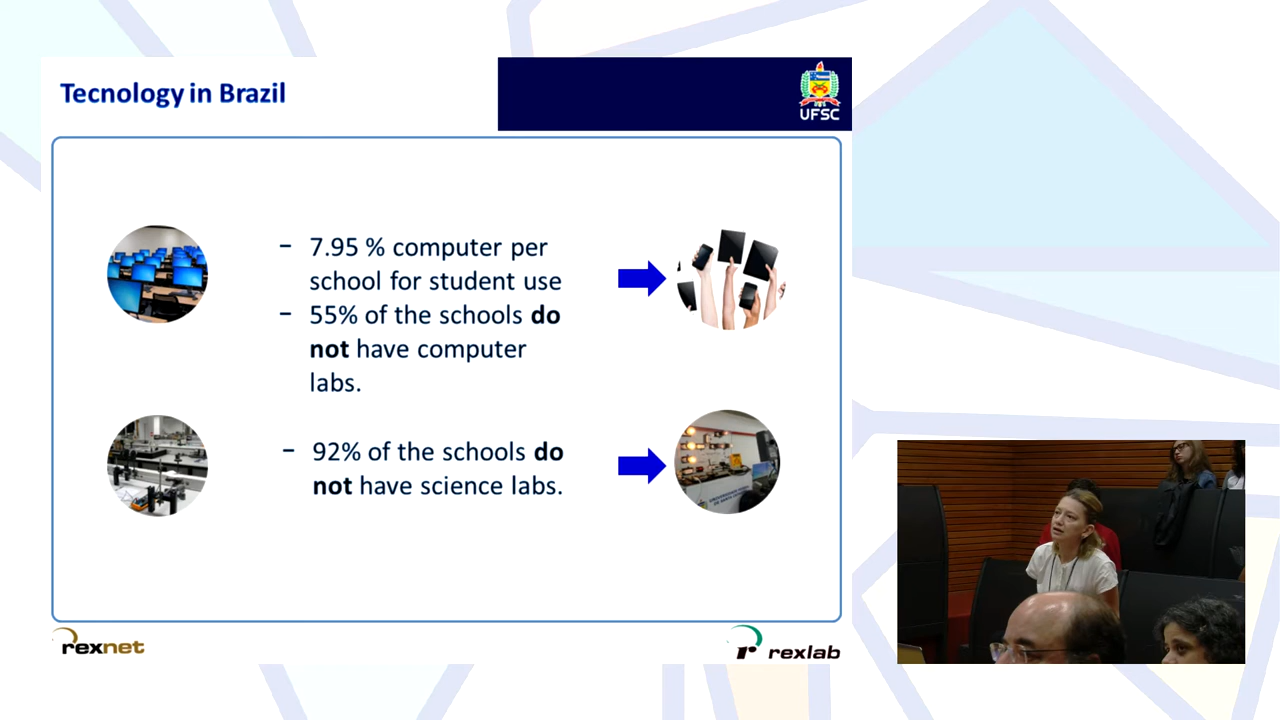 Tecnology in Brazil
UFSC
- 7.95 % computer per
school for student use
- 55% of the schools do
not have computer
labs.
- 92% of the schools do
not have science labs.
rexnet
r rexlab